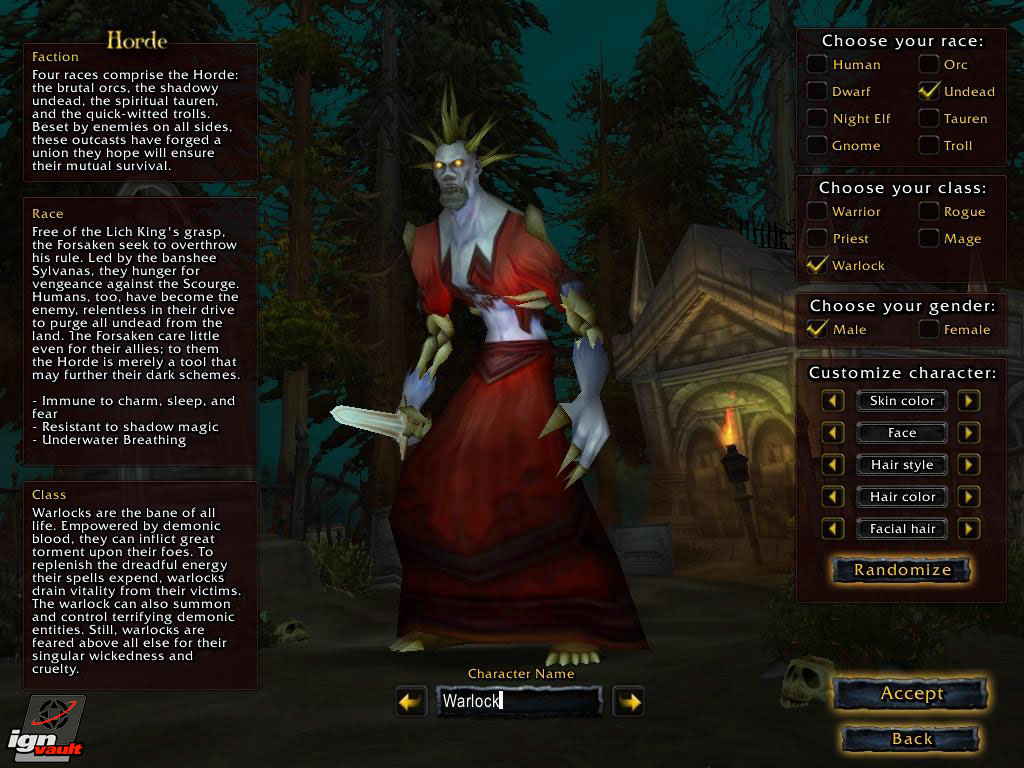 Horde
Faction
Four races comprise the Horde:
the brutal orcs, the shadowy
undead, the spiritual tauren,
and the quick-witted trolls.
Beset by enemies on all sides,
these outcasts have forged a
union they hope will ensure
their mutual survival.
Race
Free of the Lich King's grasp,
the Forsaken seek to overthrow
his rule. Led by the banshee
Sylvanas, they hunger for
vengeance against the Scourge.
Humans, too, have become the
enemy, relentless in their drive
to purge all undead from the
land. The Forsaken care little
even for their allies; to them
the Horde is merely a tool that
may further their dark schemes.
- Immune to charm, sleep, and
fear
- Resistant to shadow magic
- Underwater Breathing
Class
Warlocks are the bane of all
life. Empowered by demonic
blood, they can inflict great
torment upon their foes. To
replenish the dreadful energy
their spells expend, warlocks
drain vitality from their victims.
The warlock can also summon
and control terrifying demonic
entities. Still, warlocks are
feared above all else for their
singular wickedness and
cruelty.
ign
vault
Character Name
Warlock
Choose your race:
Human Orc
Dwarf Undead
Night Elf Tauren
Gnome Troll
Choose your class:
Warrior Rogue
Priest Mage
Warlock
Choose your gender:
Male Female
Customize character:
Skin color
Face
Hair style
Hair color
Facial hair
Randomize
Accept
Back